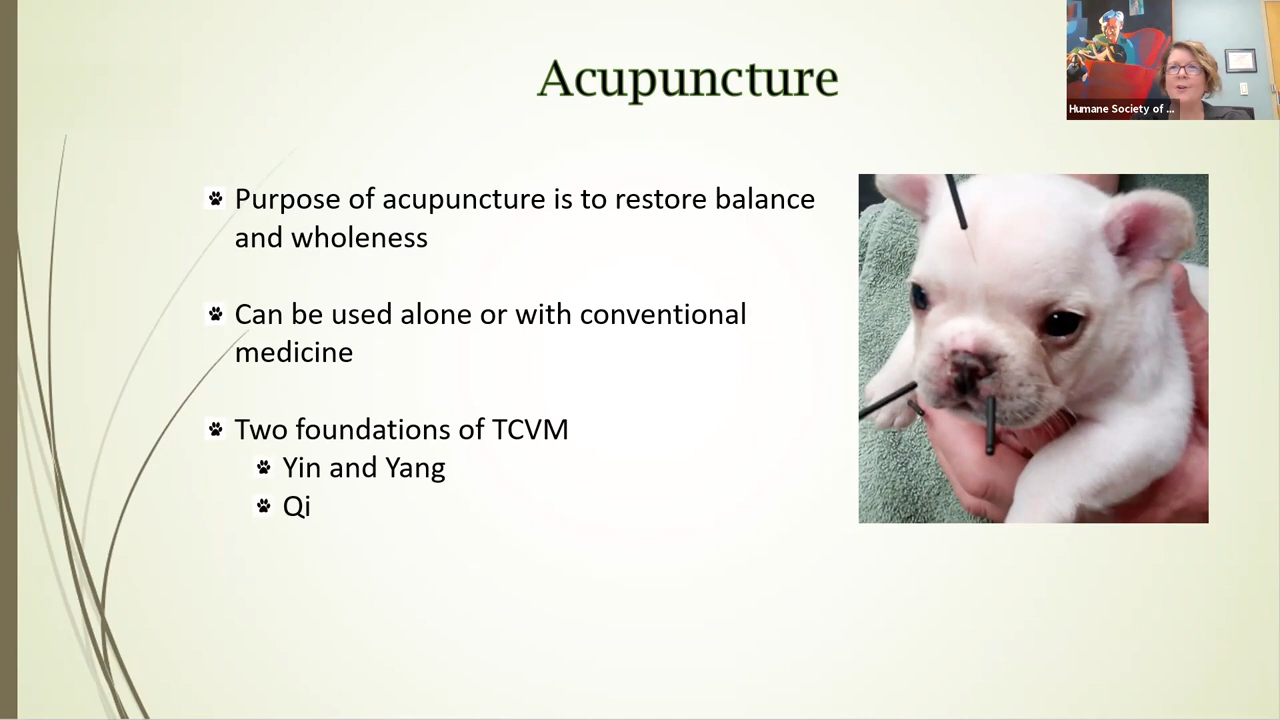 Acupuncture
Humane Society of ...
Purpose of acupuncture is to restore balance
and wholeness
Can be used alone or with conventional
medicine
Two foundations of TCVM
Yin and Yang
Qi